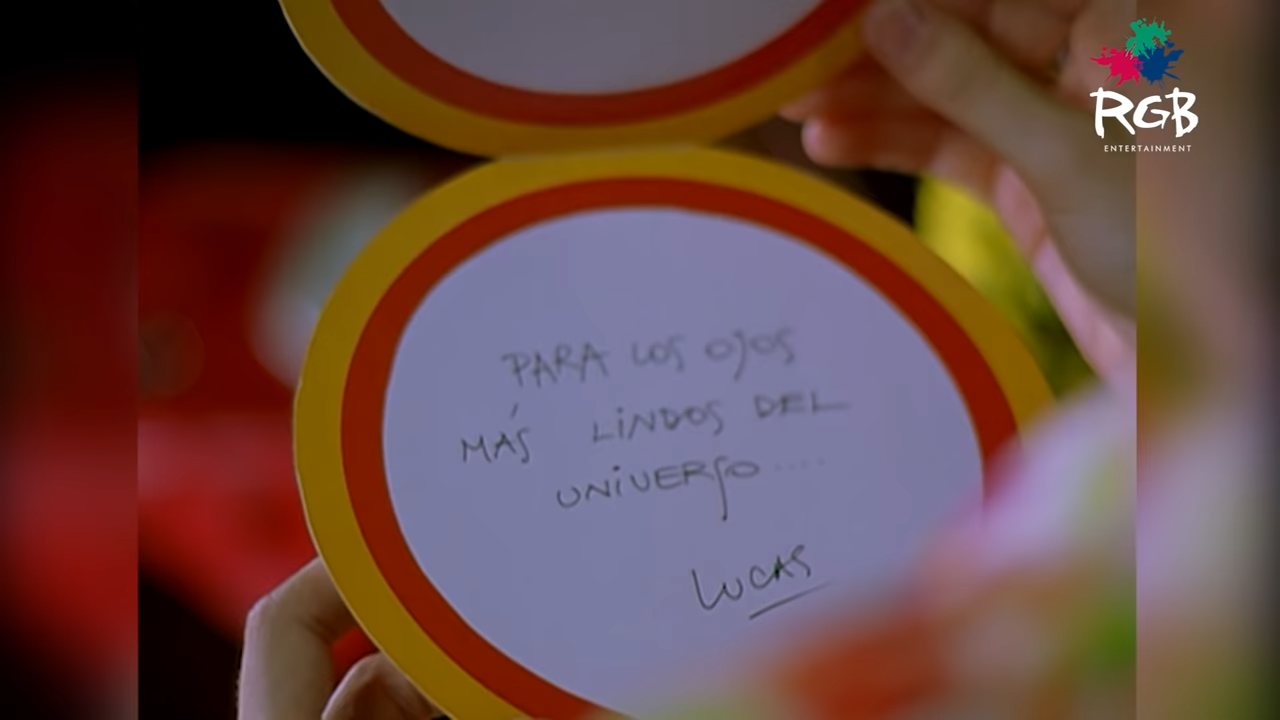 RGB
ENTERTAINMENT
PARA LOS OJOS
MÁS LINDOS DEL
UNIVERSO....
LUCAS